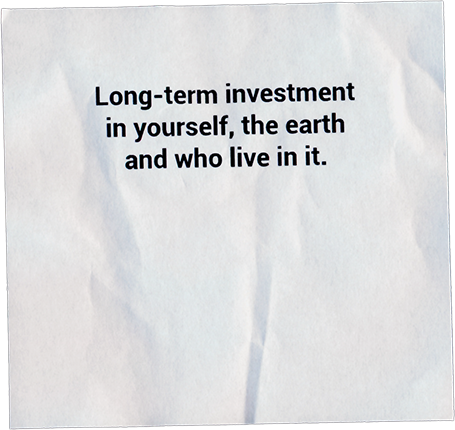 Long-term investment
in yourself, the earth
and who live in it.